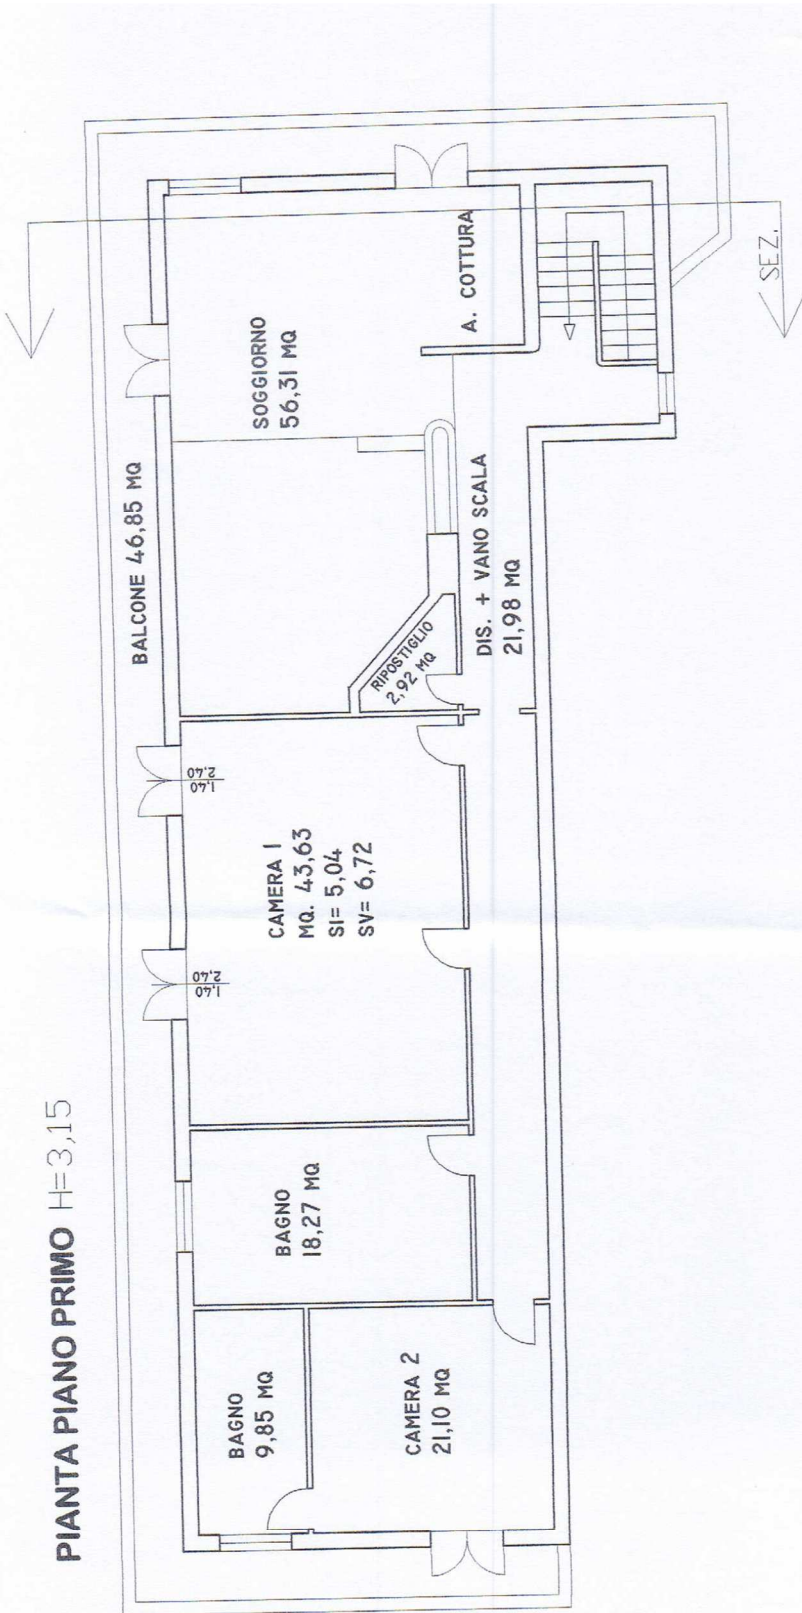 PIANTA PIANO PRIMO H=3,15
BAGNO
9,85 MQ
CAMERA 2
21,10 MQ
BAGNO
18,27 MQ
1,40
2,40
1,40
2,40
CAMERA 1
MQ. 43,63
SI= 5,04
SV= 6,72
BALCONE 46,85 MQ
RIPOSTIGLIO
2,92 MQ
DIS. + VANO SCALA
21,98 MQ
SOGGIORNO
56,31 MQ
A. COTTURA
SEZ.